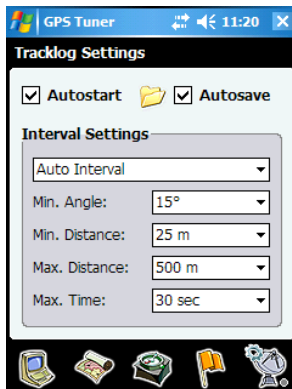 GPS Tuner 11:20
Tracklog Settings
Autostart Autosave
Interval Settings
Auto Interval
Min. Angle: 15°
Min. Distance: 25 m
Max. Distance: 500 m
Max. Time: 30 sec